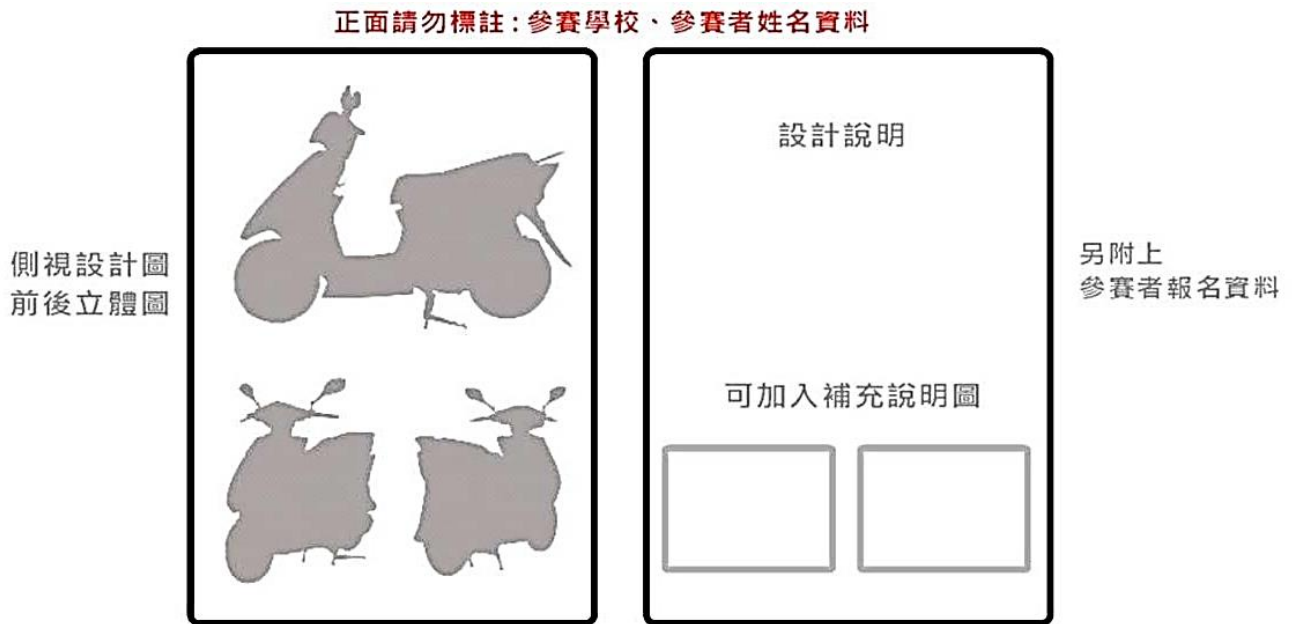 正面請勿標註：參賽學校、參賽者姓名資料
側視設計圖
前後立體圖
設計說明
可加入補充說明圖
另附上
參賽者報名資料